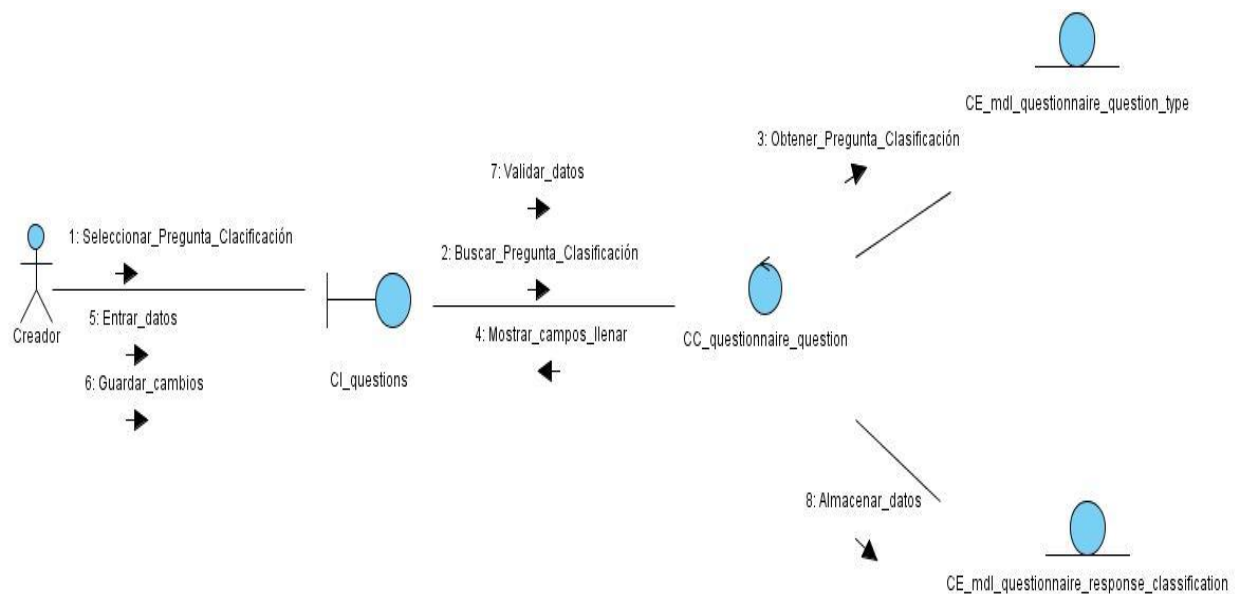 CE_mdl_questionnaire_question_type
3: Obtener_Pregunta_Clasificación
7: Validar_datos
1: Seleccionar_Pregunta_Clacificación
2: Buscar_Pregunta_Clasificación
5: Entrar_datos
Creador
4: Mostrar_campos_llenar
CC_questionnaire_question
6: Guardar_cambios
CI_questions
8: Almacenar_datos
CE_mdl_questionnaire_response_classification